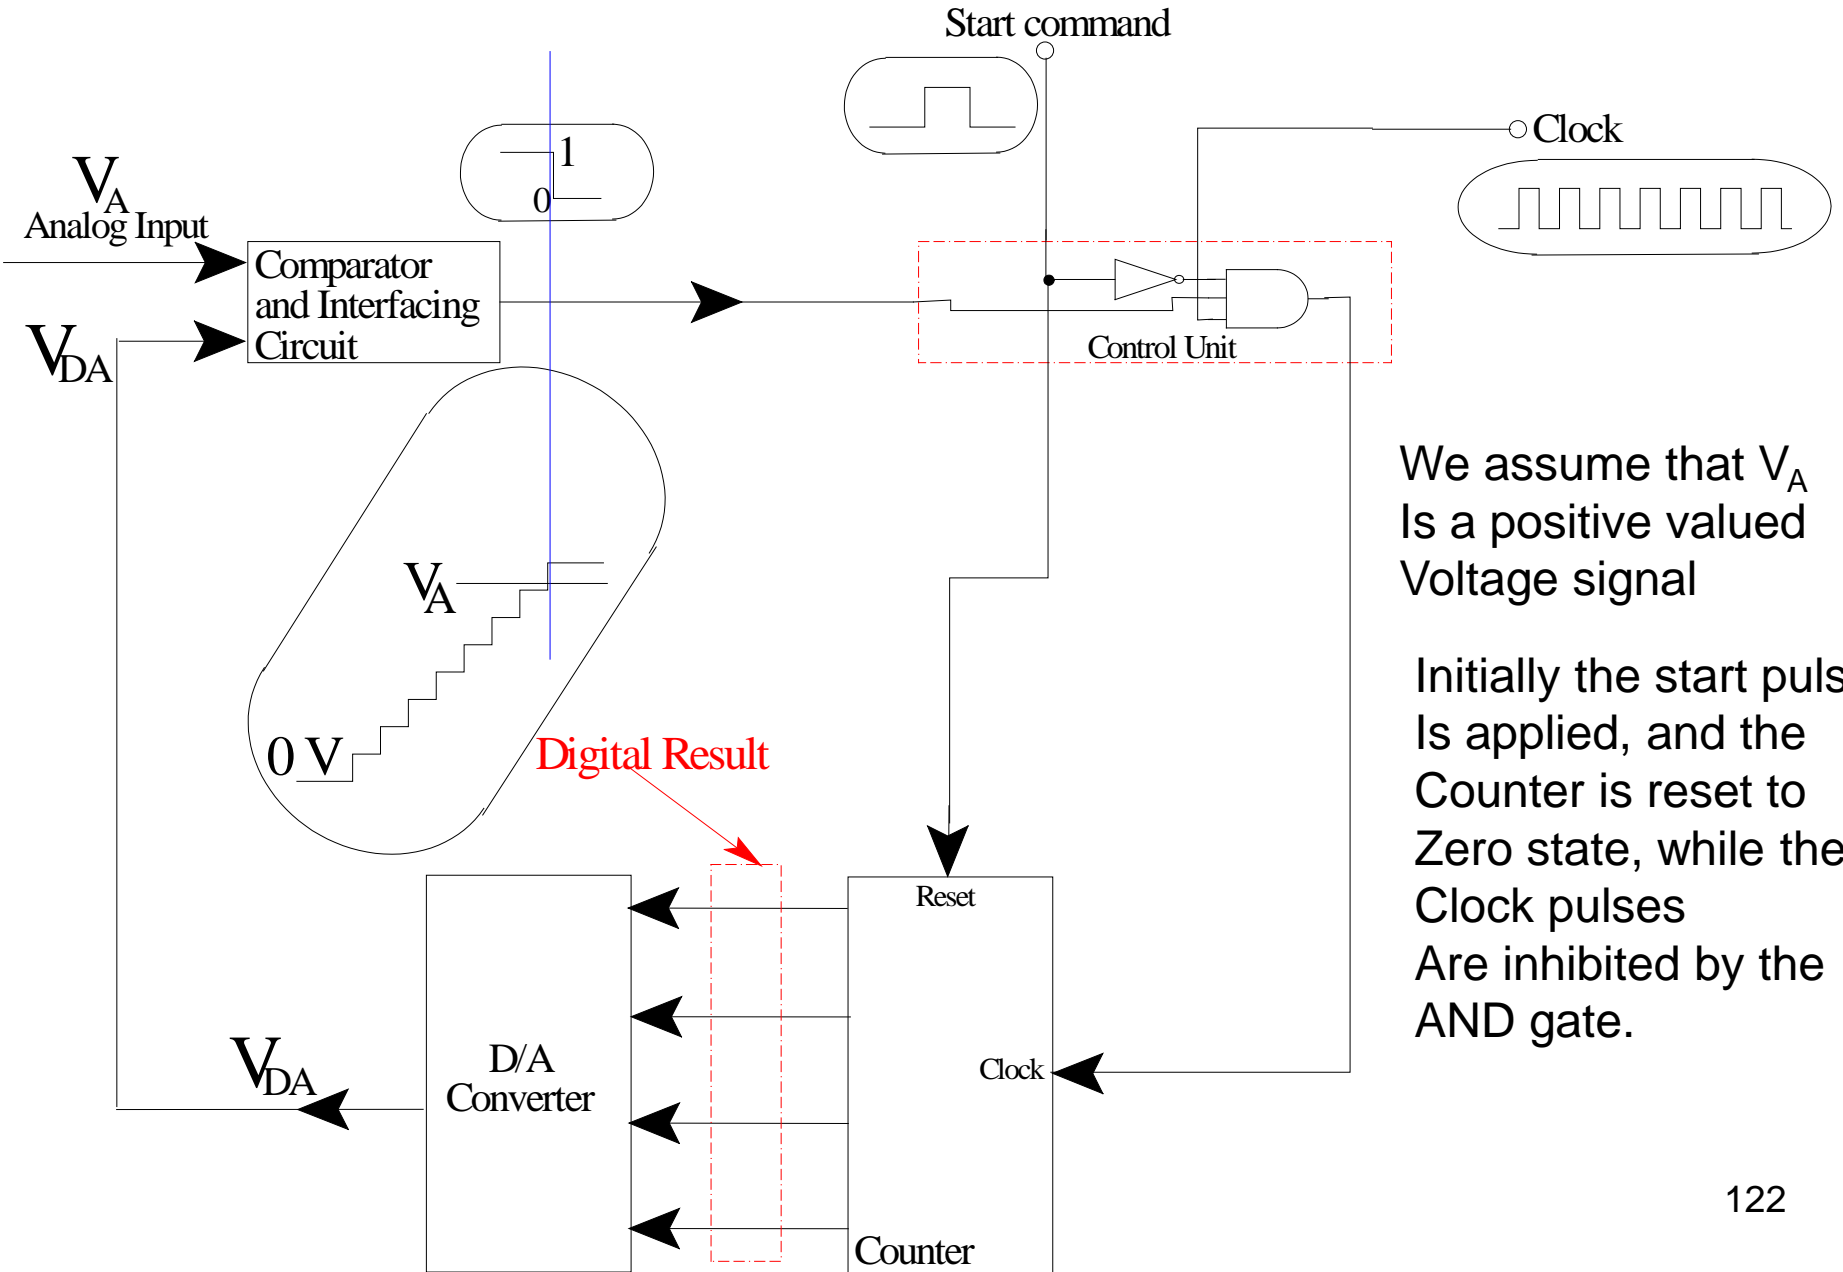 Start command
Clock
1
0
VA
Analog Input
Comparator
and Interfacing
Circuit
VDA
Control Unit
We assume that VA
Is a positive valued
Voltage signal
VA
0 V
Initially the start puls
Is applied, and the
Counter is reset to
Zero state, while the
Clock pulses
Are inhibited by the
AND gate.
Digital Result
Reset
Clock
D/A
Converter
VDA
Counter
122